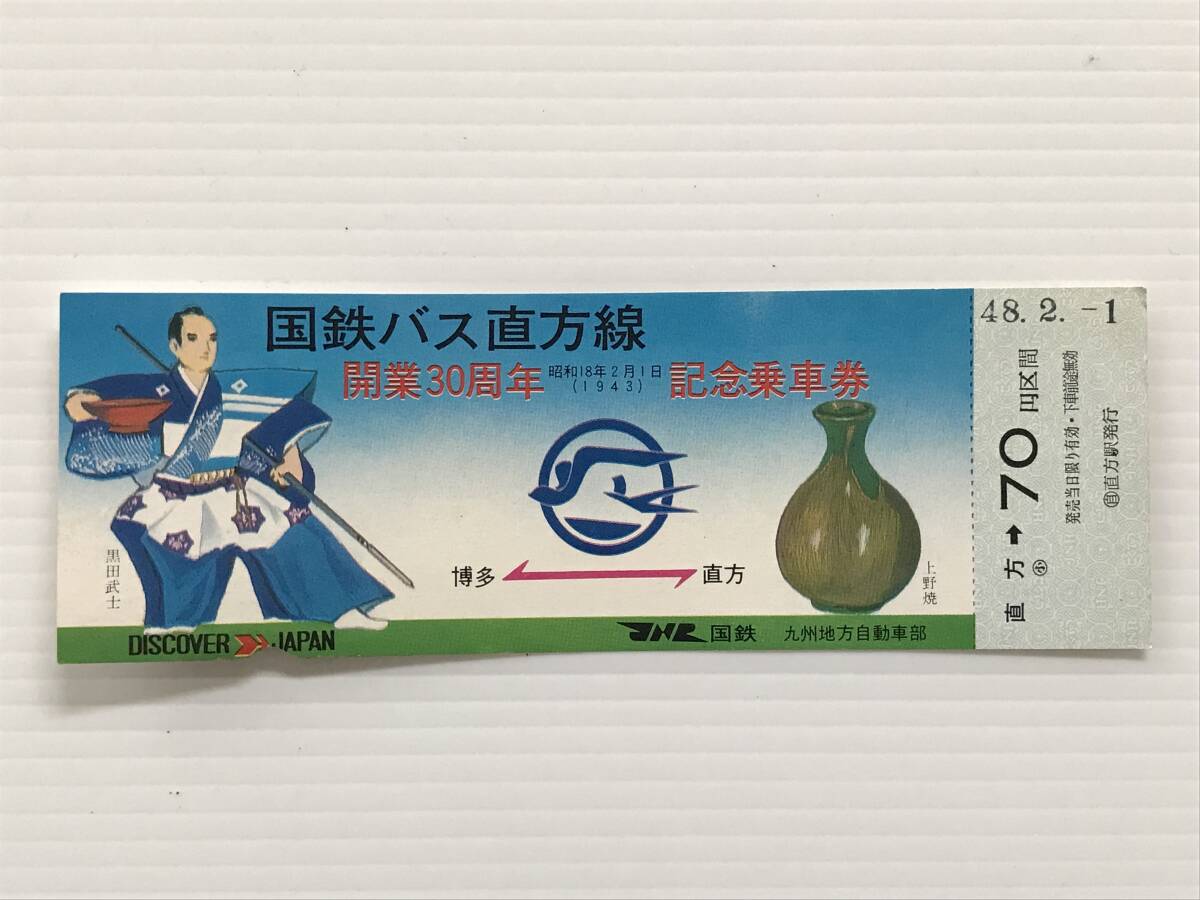 国鉄バス直方線
開業30周年 昭和18年2月1日 (1943) 記念乗車券
黒田武士
博多 直方
上野焼
DISCOVER JAPAN
JNR 国鉄 九州地方自動車部
48.2.-1
直方 ➔ 70円区間
㋛
発売当日限り有効・下車前途無効
直方駅発行